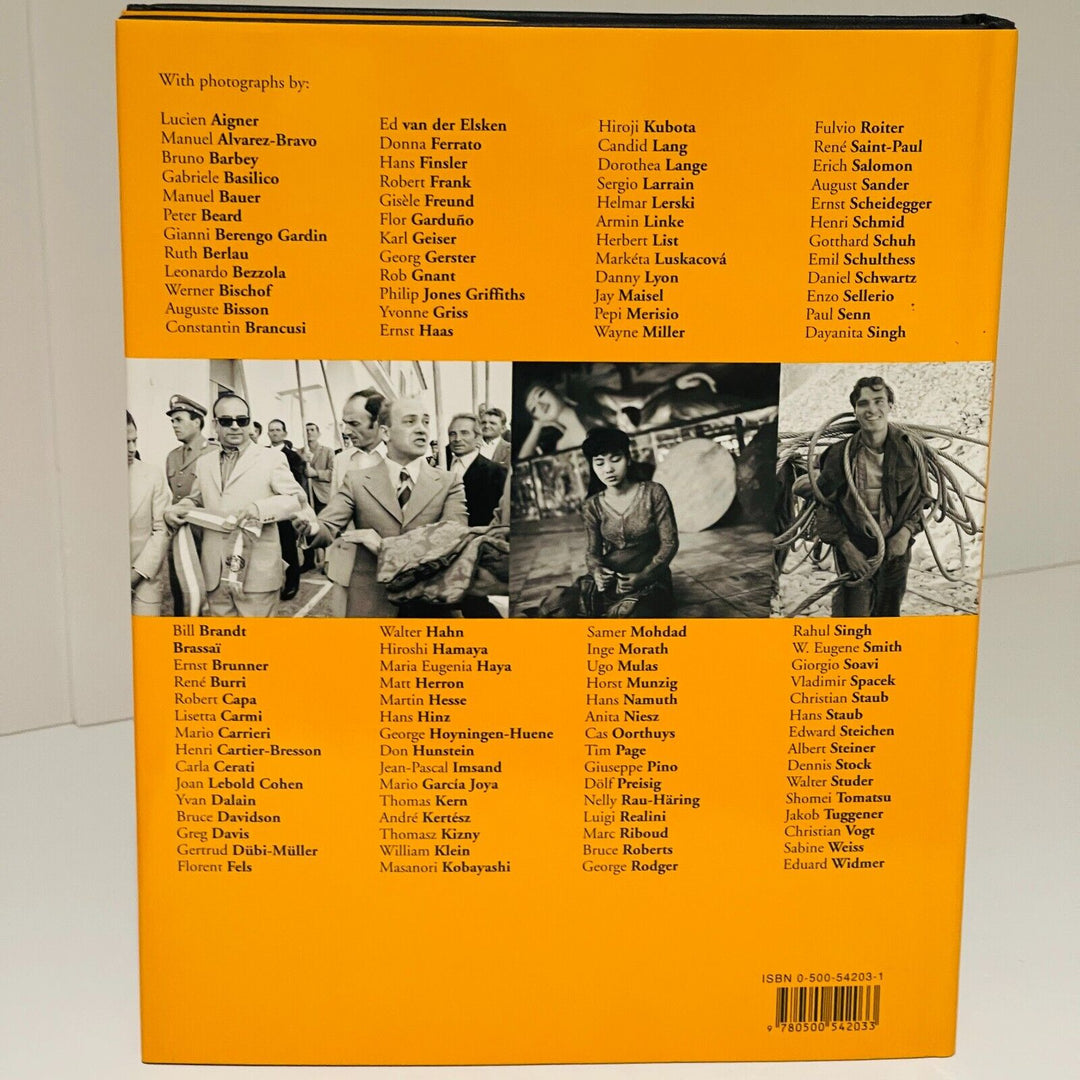 With photographs by:
Lucien Aigner
Manuel Alvarez-Bravo
Bruno Barbey
Gabriele Basilico
Manuel Bauer
Peter Beard
Gianni Berengo Gardin
Ruth Berlau
Leonardo Bezzola
Werner Bischof
Auguste Bisson
Constantin Brancusi
Ed van der Elsken
Donna Ferrato
Hans Finsler
Robert Frank
Gisèle Freund
Flor Garduño
Karl Geiser
Georg Gerster
Rob Gnant
Philip Jones Griffiths
Yvonne Griss
Ernst Haas
Hiroji Kubota
Candid Lang
Dorothea Lange
Sergio Larrain
Helmar Lerski
Armin Linke
Herbert List
Markéta Luskacová
Danny Lyon
Jay Maisel
Pepi Merisio
Wayne Miller
Fulvio Roiter
René Saint-Paul
Erich Salomon
August Sander
Ernst Scheidegger
Henri Schmid
Gotthard Schuh
Emil Schulthess
Daniel Schwartz
Enzo Sellerio
Paul Senn
Dayanita Singh
Bill Brandt
Brassaï
Ernst Brunner
René Burri
Robert Capa
Lisetta Carmi
Mario Carrieri
Henri Cartier-Bresson
Carla Cerati
Joan Lebold Cohen
Yvan Dalain
Bruce Davidson
Greg Davis
Gertrud Dübi-Müller
Florent Fels
Walter Hahn
Hiroshi Hamaya
Maria Eugenia Haya
Matt Herron
Martin Hesse
Hans Hinz
George Hoyningen-Huene
Don Hunstein
Jean-Pascal Imsand
Mario García Joya
Thomas Kern
André Kertész
Thomasz Kizny
William Klein
Masanori Kobayashi
Samer Mohdad
Inge Morath
Ugo Mulas
Horst Munzig
Hans Namuth
Anita Niesz
Cas Oorthuys
Tim Page
Giuseppe Pino
Dölf Preisig
Nelly Rau-Häring
Luigi Realini
Marc Riboud
Bruce Roberts
George Rodger
Rahul Singh
W. Eugene Smith
Giorgio Soavi
Vladimir Spacek
Christian Staub
Hans Staub
Edward Steichen
Albert Steiner
Dennis Stock
Walter Studer
Shomei Tomatsu
Jakob Tuggener
Christian Vogt
Sabine Weiss
Eduard Widmer
ISBN 0-500-54203-1
9 780500 542033